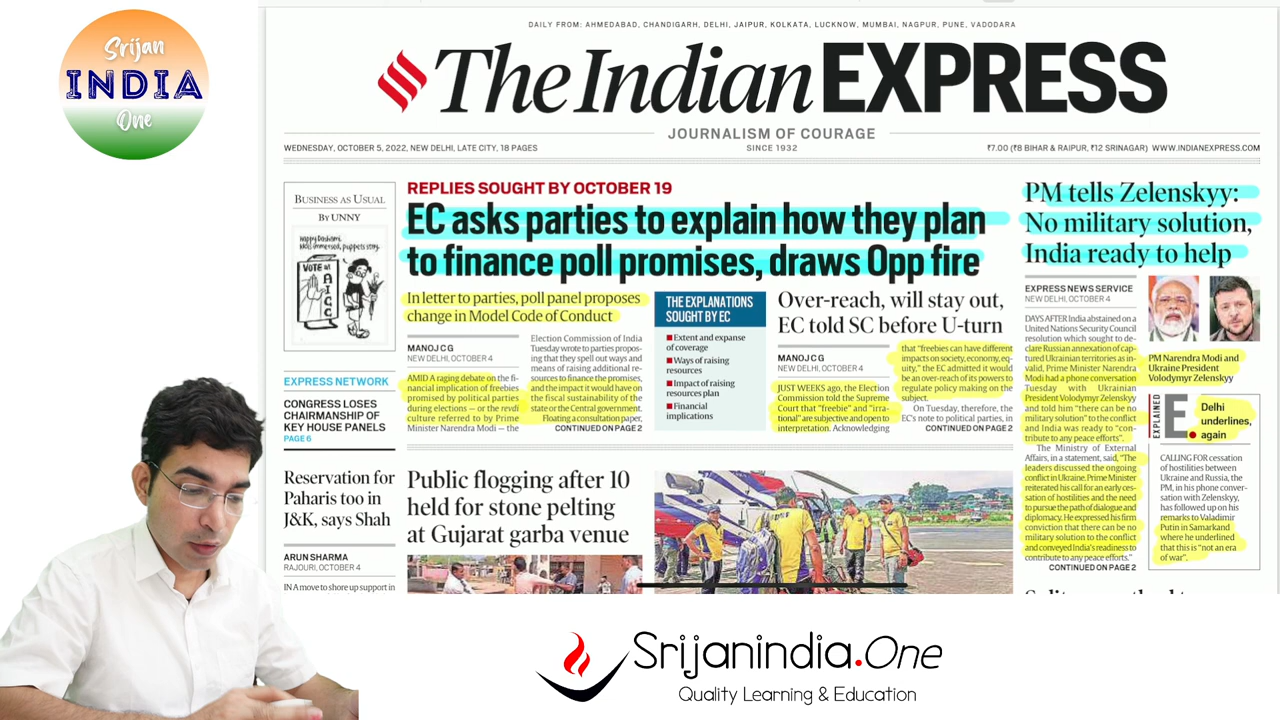 Srijan
INDIA
One
DAILY FROM: AHMEDABAD, CHANDIGARH, DELHI, JAIPUR, KOLKATA, LUCKNOW, MUMBAI, NAGPUR, PUNE, VADODARA
The Indian EXPRESS
JOURNALISM OF COURAGE
SINCE 1932
WEDNESDAY, OCTOBER 5, 2022, NEW DELHI, LATE CITY, 18 PAGES
₹7.00 (₹8 BIHAR & RAIPUR, ₹12 SRINAGAR) WWW.INDIANEXPRESS.COM
BUSINESS AS USUAL
BY UNNY
VOTE
AICC
EXPRESS NETWORK
CONGRESS LOSES
CHAIRMANSHIP OF
KEY HOUSE PANELS
PAGE 6
Reservation for
Paharis too in
J&K, says Shah
ARUN SHARMA
RAJOURI, OCTOBER 4
IN A move to shore up support in
REPLIES SOUGHT BY OCTOBER 19
EC asks parties to explain how they plan
to finance poll promises, draws Opp fire
In letter to parties, poll panel proposes
change in Model Code of Conduct
MANOJ C G
NEW DELHI, OCTOBER 4
AMID A raging debate on the fi-
nancial implication of freebies
promised by political parties
during elections — or the revdi
culture referred to by Prime
Minister Narendra Modi — the
Election Commission of India
Tuesday wrote to parties propos-
ing that they spell out ways and
means of raising additional re-
sources to finance the promises,
and the impact it would have on
the fiscal sustainability of the
state or the Central government.
Floating a consultation paper,
CONTINUED ON PAGE 2
THE EXPLANATIONS
SOUGHT BY EC
Extent and expanse
of coverage
Ways of raising
resources
Impact of raising
resources plan
Financial
implications
Over-reach, will stay out,
EC told SC before U-turn
MANOJ C G
NEW DELHI, OCTOBER 4
JUST WEEKS ago, the Election
Commission told the Supreme
Court that "freebie" and "irra-
tional" are subjective and open to
interpretation. Acknowledging
that "freebies can have different
impacts on society, economy, eq-
uity," the EC admitted it would
be an over-reach of its powers to
regulate policy making on the
subject.
On Tuesday, therefore, the
EC's note to political parties, in
CONTINUED ON PAGE 2
Public flogging after 10
held for stone pelting
at Gujarat garba venue
PM tells Zelenskyy:
No military solution,
India ready to help
EXPRESS NEWS SERVICE
NEW DELHI, OCTOBER 4
DAYS AFTER India abstained on a
United Nations Security Council
resolution which sought to de-
clare Russian annexation of cap-
tured Ukrainian territories as in-
valid, Prime Minister Narendra
Modi had a phone conversation
Tuesday with Ukrainian
President Volodymyr Zelenskyy
and told him "there can be no
military solution" to the conflict
and India was ready to "con-
tribute to any peace efforts".
The Ministry of External
Affairs, in a statement, said, "The
leaders discussed the ongoing
conflict in Ukraine. Prime Minister
reiterated his call for an early ces-
sation of hostilities and the need
to pursue the path of dialogue and
diplomacy. He expressed his firm
conviction that there can be no
military solution to the conflict
and conveyed India's readiness to
contribute to any peace efforts."
CONTINUED ON PAGE 2
PM Narendra Modi and
Ukraine President
Volodymyr Zelenskyy
EXPLAINED
E.
Delhi
underlines,
again
CALLING FOR cessation
of hostilities between
Ukraine and Russia, the
PM, in his phone conver-
sation with Zelenskyy,
has followed up on his
remarks to Valadimir
Putin in Samarkand
where he underlined
that this is "not an era
of war".
Srijanindia.One
Quality Learning & Education